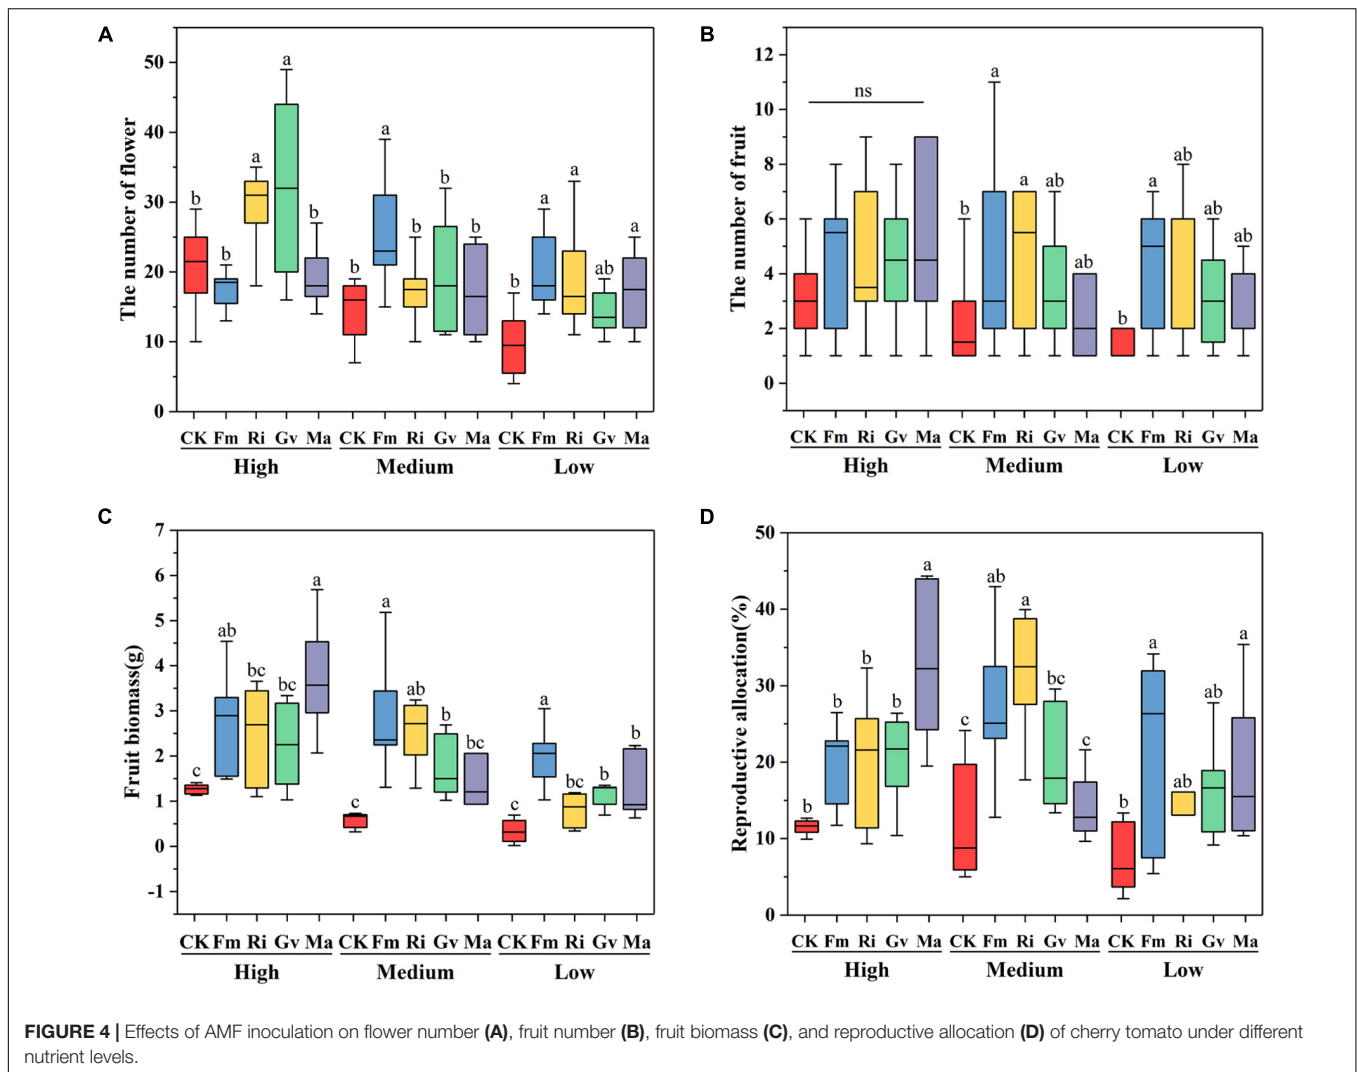 A
The number of flower
50
40
30
20
10
0
b
b
a
a
b
b
a
b
b
b
b
a
a
ab
a
CK Fm Ri Gv Ma CK Fm Ri Gv Ma CK Fm Ri Gv Ma
High Medium Low
B
The number of fruit
12
10
8
6
4
2
0
ns
b
a
a
ab
ab
b
a
ab
ab
ab
CK Fm Ri Gv Ma CK Fm Ri Gv Ma CK Fm Ri Gv Ma
High Medium Low
C
Fruit biomass(g)
7
6
5
4
3
2
1
0
-1
c
ab
bc
bc
a
c
a
ab
b
bc
c
a
bc
b
b
CK Fm Ri Gv Ma CK Fm Ri Gv Ma CK Fm Ri Gv Ma
High Medium Low
D
Reproductive allocation(%)
50
40
30
20
10
0
b
b
b
b
a
c
ab
a
bc
c
b
a
ab
ab
a
CK Fm Ri Gv Ma CK Fm Ri Gv Ma CK Fm Ri Gv Ma
High Medium Low
FIGURE 4 | Effects of AMF inoculation on flower number (A), fruit number (B), fruit biomass (C), and reproductive allocation (D) of cherry tomato under different
nutrient levels.